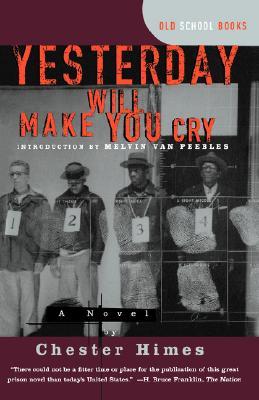 OLD SCHOOL BOOKS
YESTERDAY
WILL
MAKE YOU CRY
INTRODUCTION BY MELVIN VAN PEEBLES
1
2
3
4
A Novel
by
Chester Himes
"There could not be a fitter time or place for the publication of this great
prison novel than today's United States." —H. Bruce Franklin, The Nation